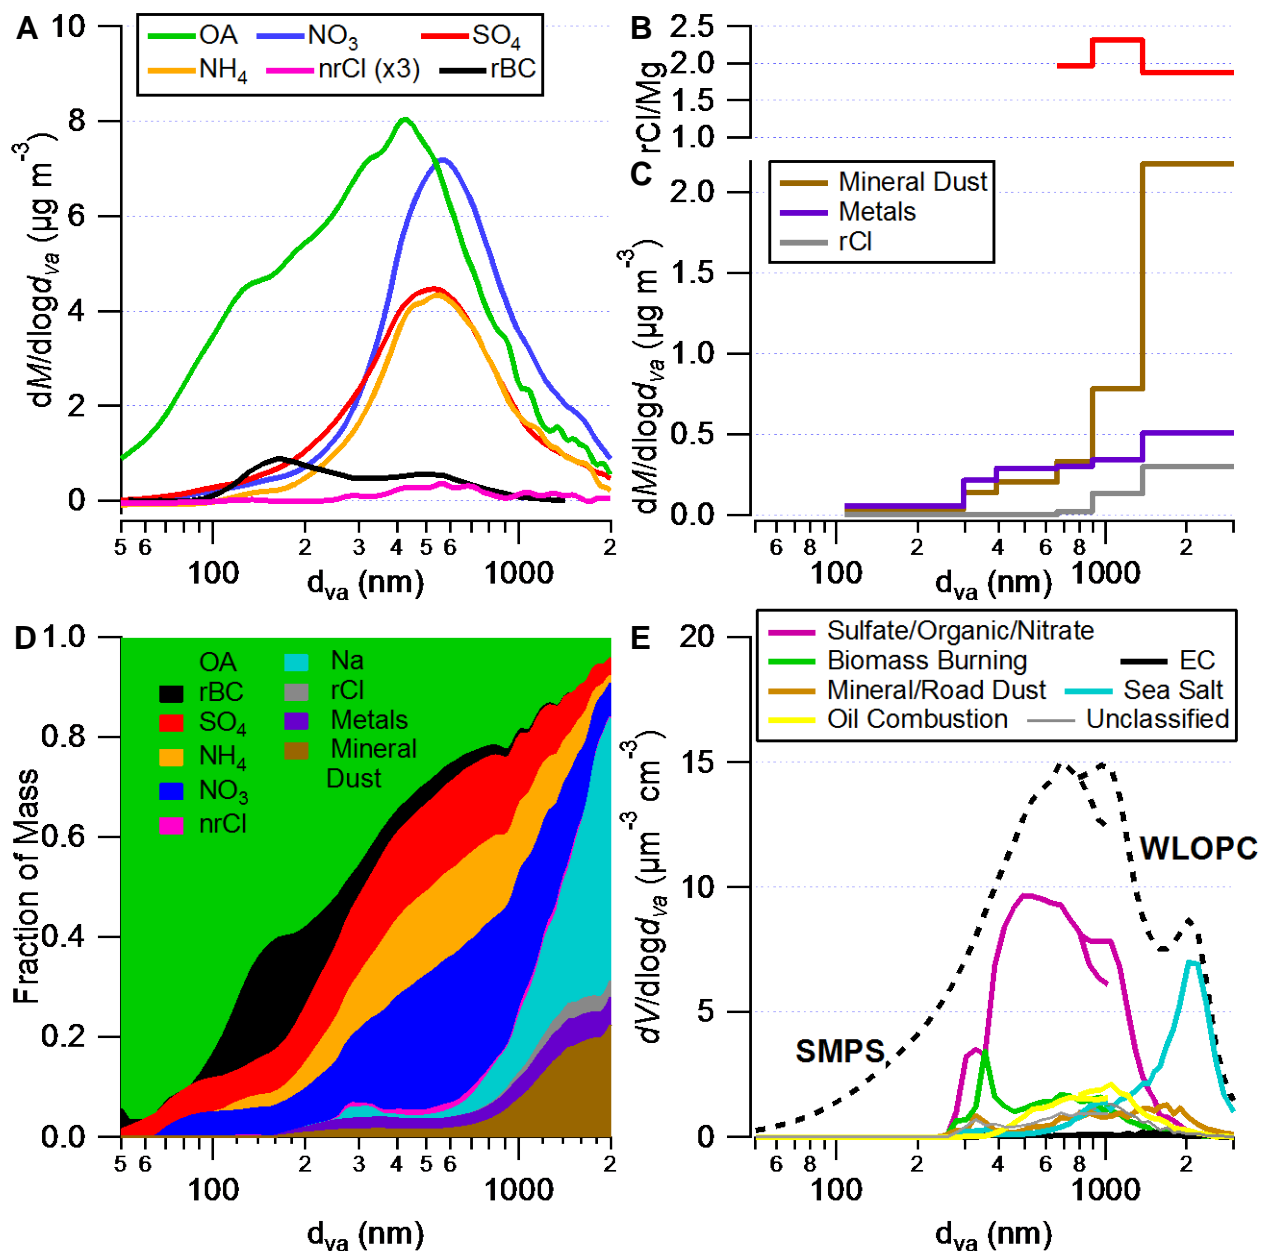 A
10
8
6
4
2
0
dM/dlogd_va (µg m⁻³)
OA NO₃ SO₄
NH₄ nrCl (x3) rBC
5 6 2 3 4 5 6 2
100 1000
d_va (nm)
B
2.5
2.0
1.5
1.0
rCl/Mg
C
2.0
1.5
1.0
0.5
0.0
dM/dlogd_va (µg m⁻³)
Mineral Dust
Metals
rCl
6 8 2 4 6 8 2
100 1000
d_va (nm)
D
1.0
0.8
0.6
0.4
0.2
0.0
Fraction of Mass
OA Na
rBC rCl
SO₄ Metals
NH₄ Mineral
Dust
NO₃
nrCl
5 6 2 3 4 5 6 2
100 1000
d_va (nm)
E
20
15
10
5
0
dV/dlogd_va (µm⁻³ cm⁻³)
Sulfate/Organic/Nitrate
Biomass Burning EC
Mineral/Road Dust Sea Salt
Oil Combustion Unclassified
WLOPC
SMPS
6 8 2 4 6 8 2
100 1000
d_va (nm)